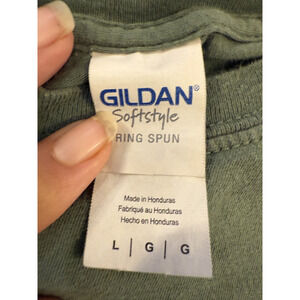 GILDAN®
Softstyle
RING SPUN
Made in Honduras
Fabriqué au Honduras
Hecho en Honduras
L | G | G